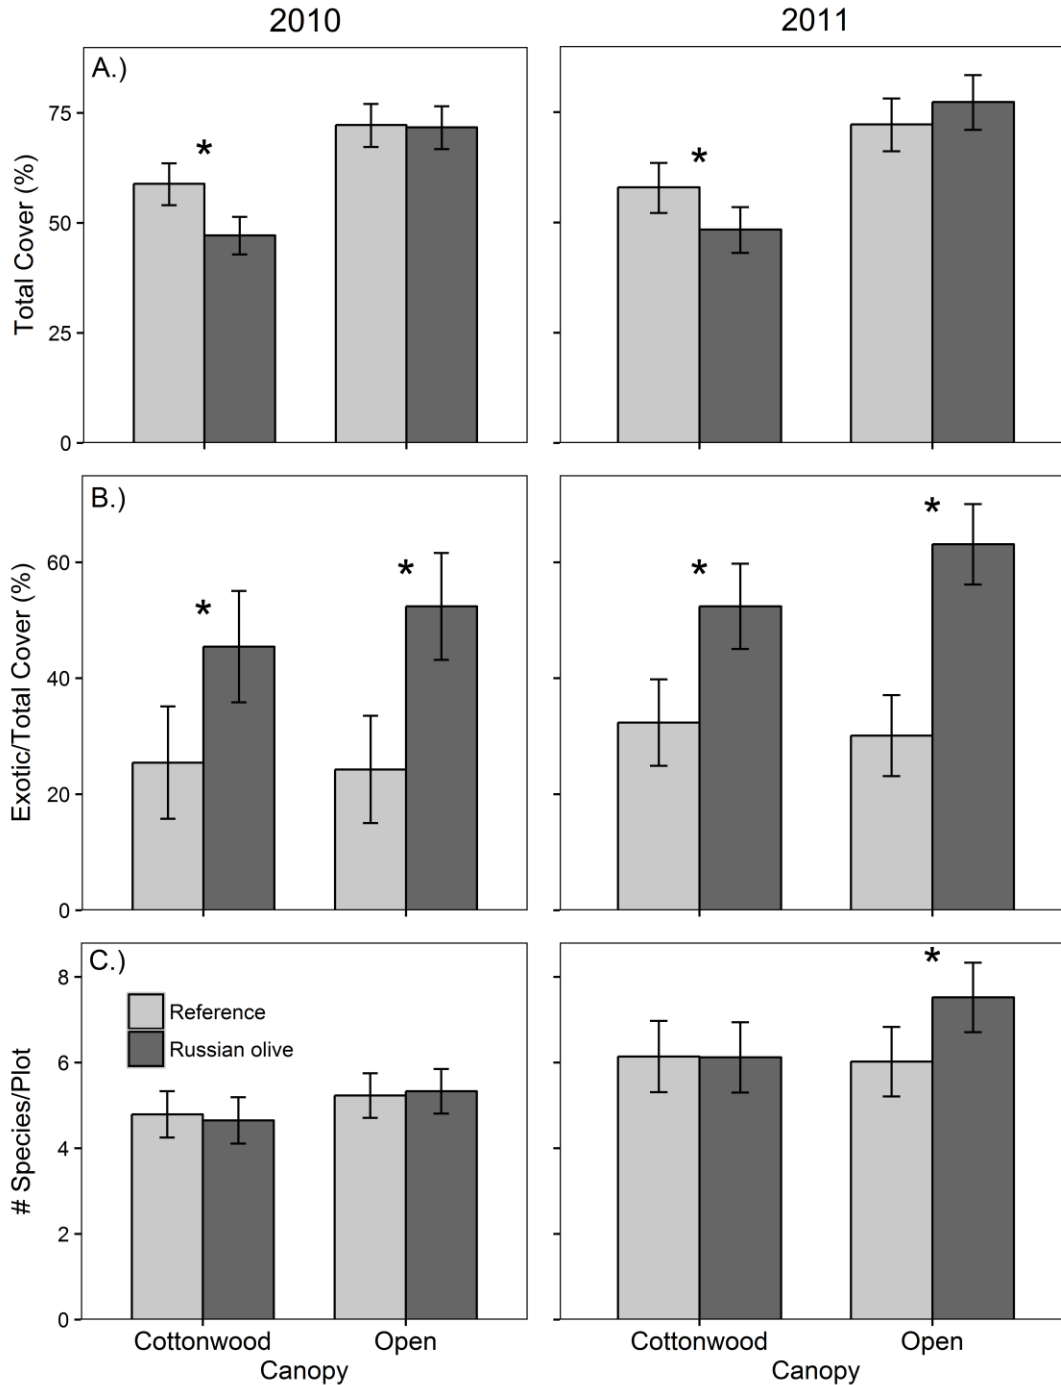 2010
2011
A.)
Total Cover (%)
75
50
25
0
*
*
B.)
Exotic/Total Cover (%)
60
40
20
0
*
*
*
*
C.)
# Species/Plot
8
6
4
2
0
*
Reference
Russian olive
Cottonwood
Open
Cottonwood
Open
Canopy
Canopy